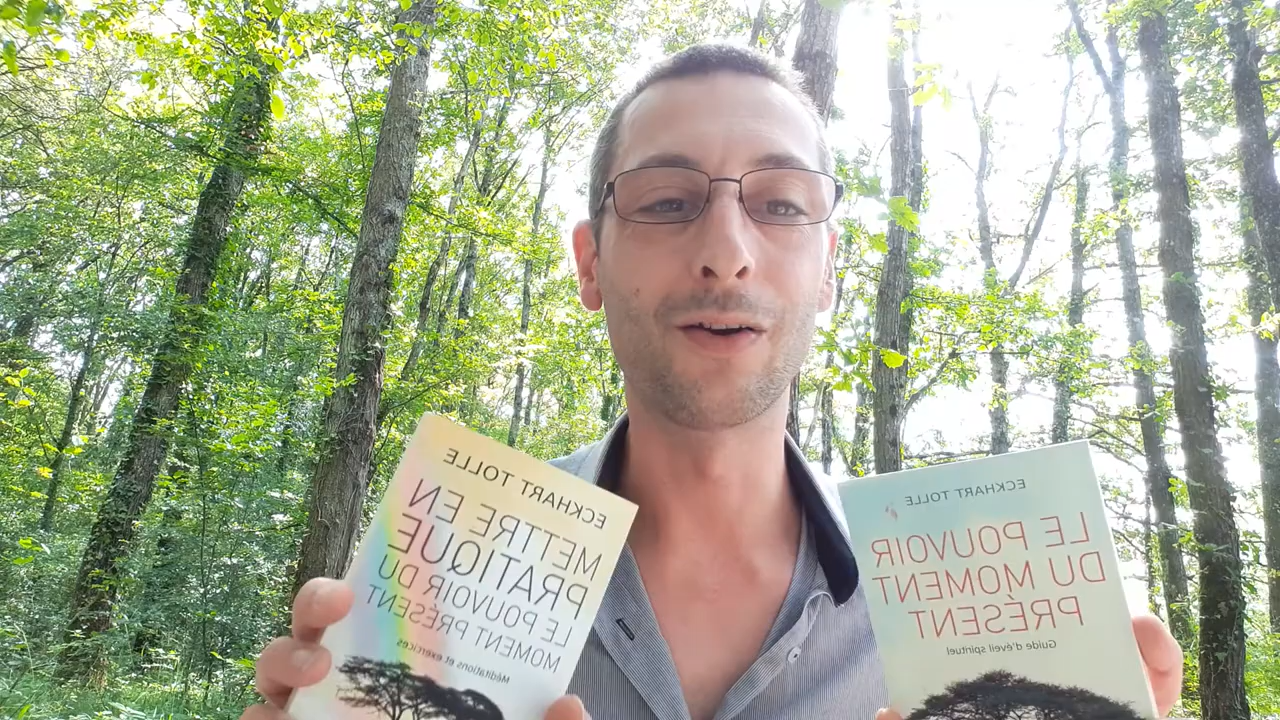 ECKHART TOLLE
METTRE EN
PRATIQUE
LE POUVOIR DU
MOMENT PRÉSENT
Méditations et exercices
ECKHART TOLLE
LE POUVOIR
DU MOMENT
PRÉSENT
Guide d'éveil spirituel